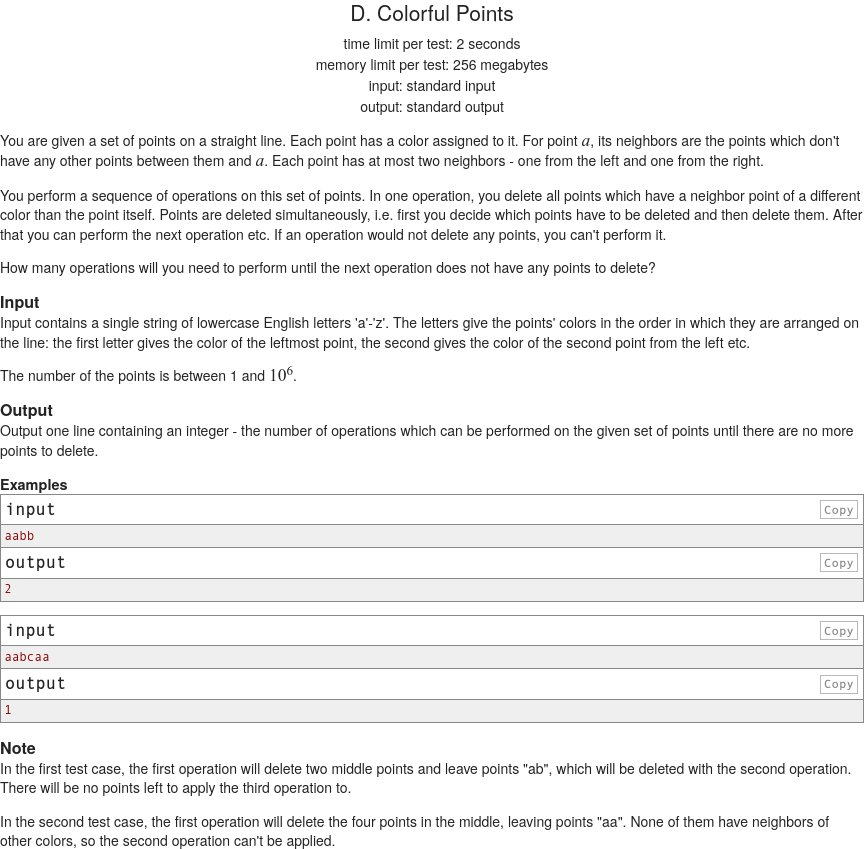 D. Colorful Points
time limit per test: 2 seconds
memory limit per test: 256 megabytes
input: standard input
output: standard output
You are given a set of points on a straight line. Each point has a color assigned to it. For point a, its neighbors are the points which don't
have any other points between them and a. Each point has at most two neighbors - one from the left and one from the right.
You perform a sequence of operations on this set of points. In one operation, you delete all points which have a neighbor point of a different
color than the point itself. Points are deleted simultaneously, i.e. first you decide which points have to be deleted and then delete them. After
that you can perform the next operation etc. If an operation would not delete any points, you can't perform it.
How many operations will you need to perform until the next operation does not have any points to delete?
Input
Input contains a single string of lowercase English letters 'a'-'z'. The letters give the points' colors in the order in which they are arranged on
the line: the first letter gives the color of the leftmost point, the second gives the color of the second point from the left etc.
The number of the points is between 1 and 10⁶.
Output
Output one line containing an integer - the number of operations which can be performed on the given set of points until there are no more
points to delete.
Examples
input Copy
aabb
output Copy
2
input Copy
aabcaa
output Copy
1
Note
In the first test case, the first operation will delete two middle points and leave points "ab", which will be deleted with the second operation.
There will be no points left to apply the third operation to.
In the second test case, the first operation will delete the four points in the middle, leaving points "aa". None of them have neighbors of
other colors, so the second operation can't be applied.